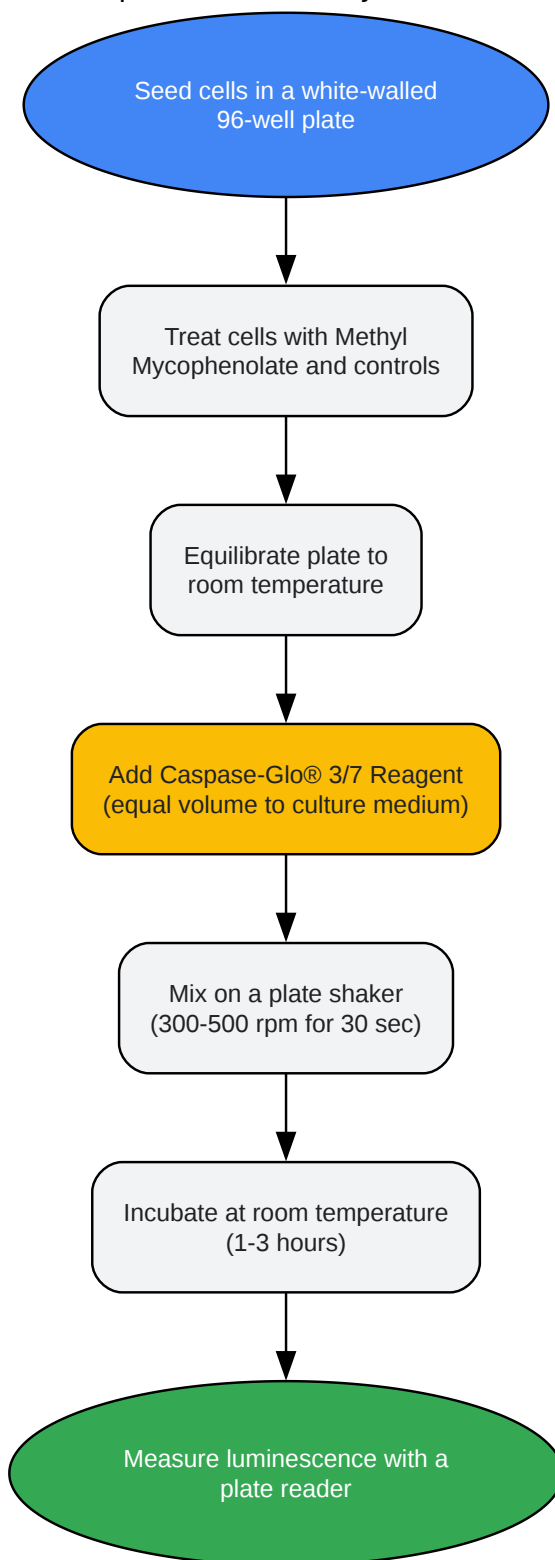 Seed cells in a white-walled
96-well plate
Treat cells with Methyl
Mycophenolate and controls
Equilibrate plate to
room temperature
Add Caspase-Glo® 3/7 Reagent
(equal volume to culture medium)
Mix on a plate shaker
(300-500 rpm for 30 sec)
Incubate at room temperature
(1-3 hours)
Measure luminescence with a
plate reader